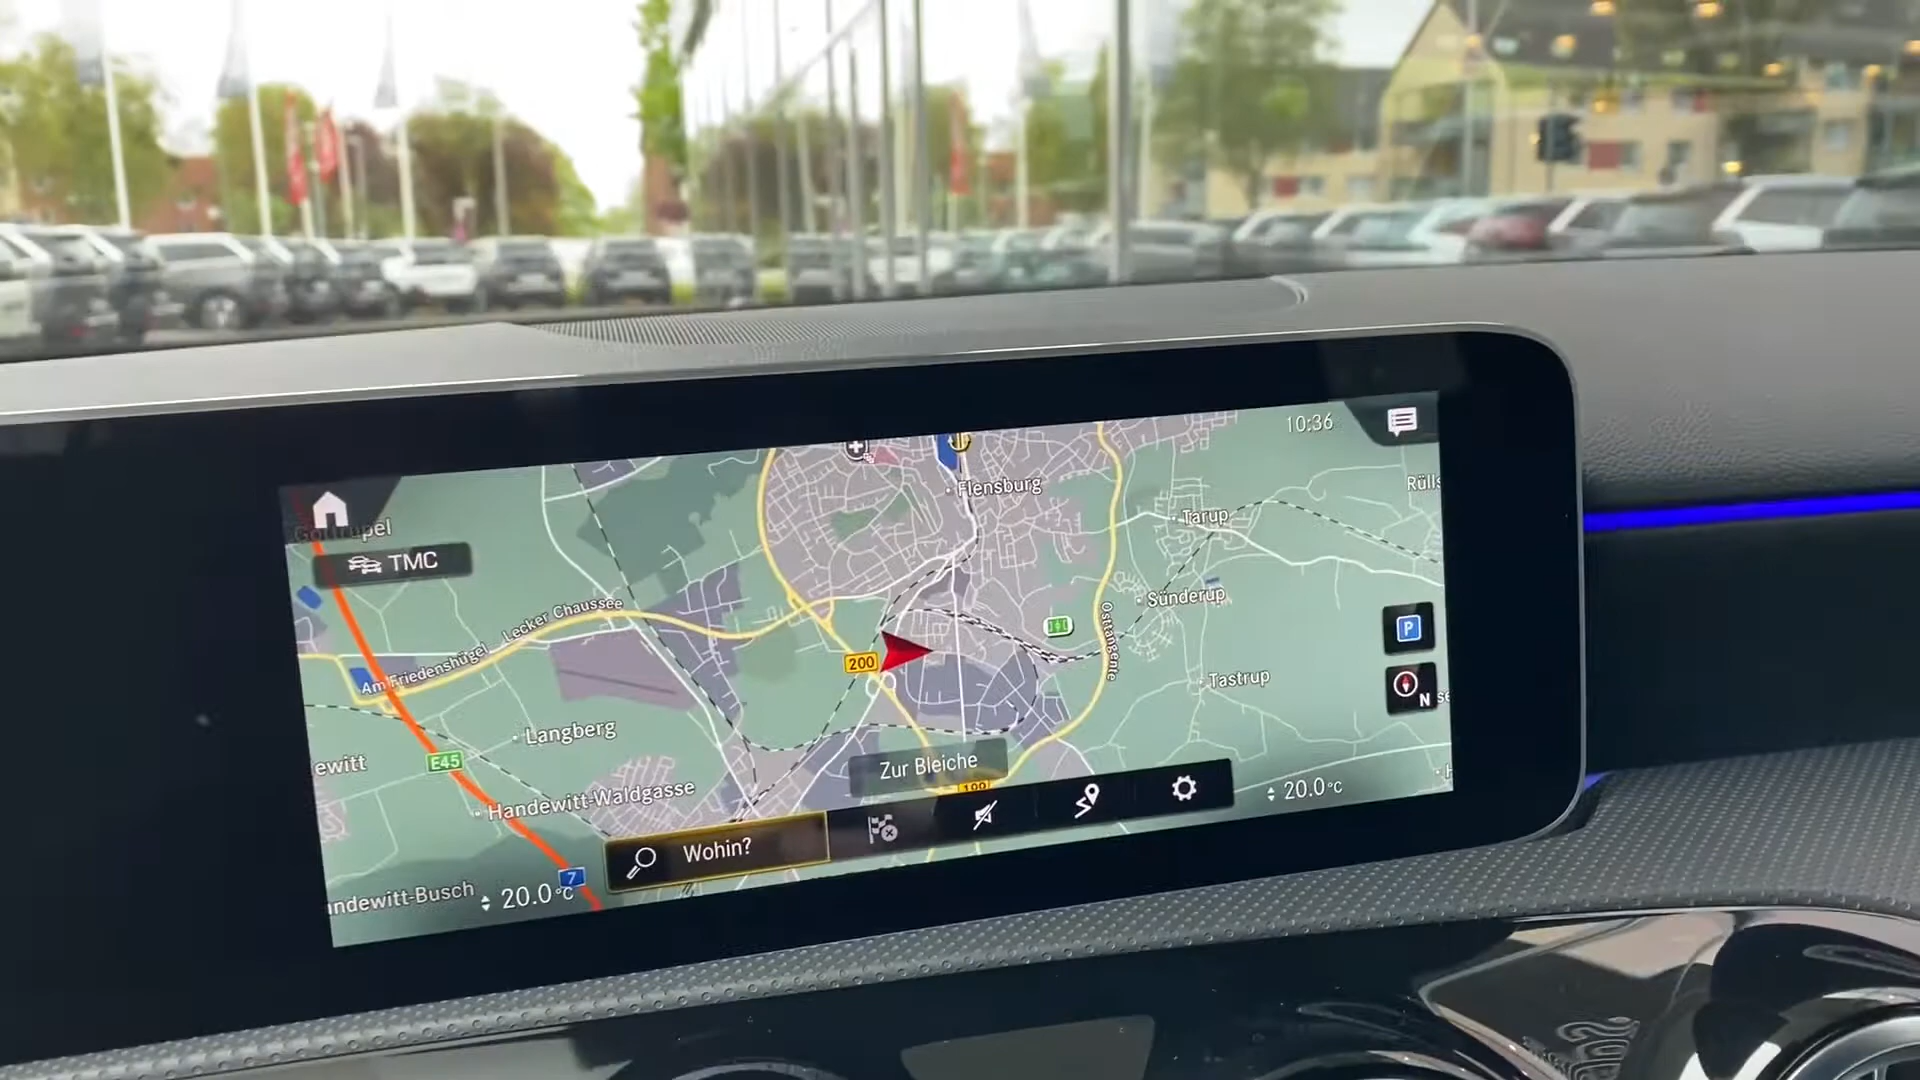 10:36
Flensburg
Rülls
Tarup
TMC
Lecker Chaussee
Sünderup
Osttangente
Am Friedenshügel
200
P
Tastrup
N
Langberg
ewitt
E45
Zur Bleiche
Handewitt-Waldgasse
20.0°C
Wohin?
7
ndewitt-Busch
20.0°C